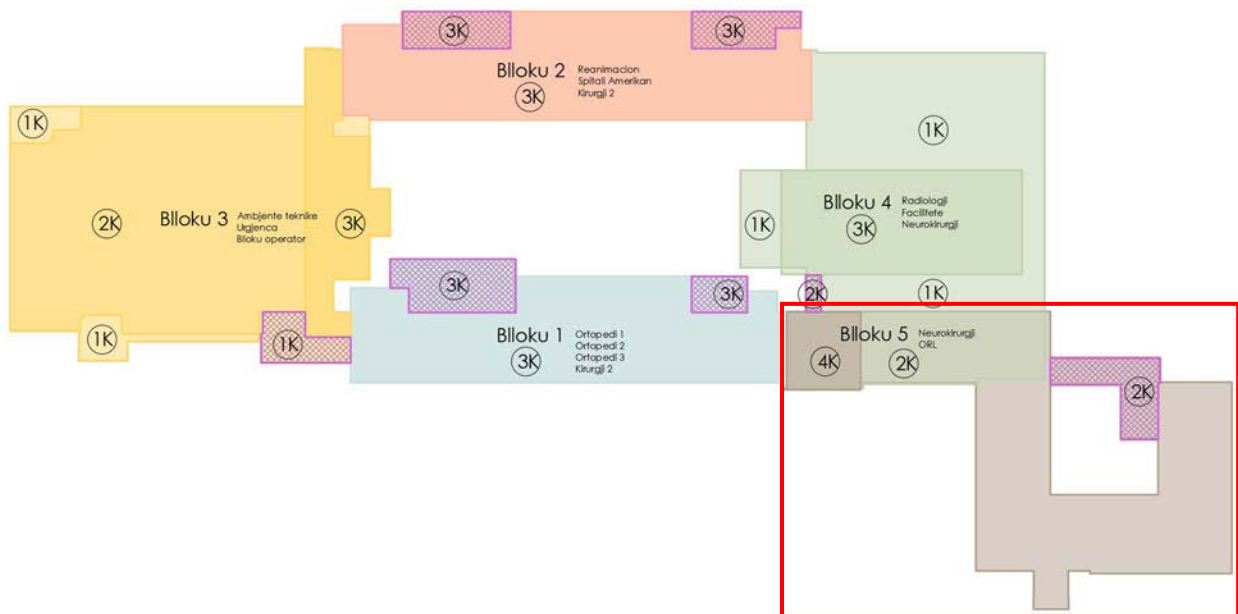 3K
3K
Blloku 2
Reanimacion
Spitali Amerikan
Kirurgji 2
3K
1K
1K
2K
Blloku 3
Ambjente teknike
Urgjenca
Blloku operator
3K
1K
Blloku 4
Radiologji
Facilitete
Neurokirurgji
3K
3K
3K
2K
1K
1K
1K
Blloku 1
Ortopedi 1
Ortopedi 2
Ortopedi 3
Kirurgji 2
3K
4K
Blloku 5
Neurokirurgji
ORL
2K
2K